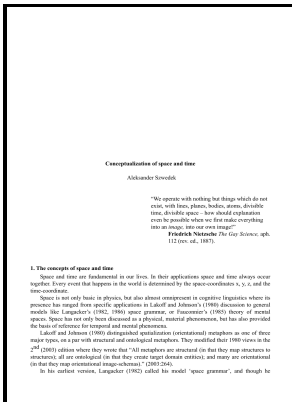 Conceptualization of space and time
Aleksander Szwedek
"We operate with nothing but things which do not
exist, with lines, planes, bodies, atoms, divisible
time, divisible space – how should explanation
even be possible when we first make everything
into an image, into our own image!"
Friedrich Nietzsche The Gay Science, aph.
112 (rev. ed., 1887).
1. The concepts of space and time
Space and time are fundamental in our lives. In their applications space and time always occur
together. Every event that happens in the world is determined by the space-coordinates x, y, z, and the
time-coordinate.
Space is not only basic in physics, but also almost omnipresent in cognitive linguistics where its
presence has ranged from specific applications in Lakoff and Johnson's (1980) discussion to general
models like Langacker's (1982, 1986) space grammar, or Fauconnier's (1985) theory of mental
spaces. Space has not only been discussed as a physical, material phenomenon, but has also provided
the basis of reference for temporal and mental phenomena.
Lakoff and Johnson (1980) distinguished spatialization (orientational) metaphors as one of three
major types, on a par with structural and ontological metaphors. They modified their 1980 views in the
2nd (2003) edition where they wrote that "All metaphors are structural (in that they map structures to
structures); all are ontological (in that they create target domain entities); and many are orientational
(in that they map orientational image-schemas)." (2003:264).
In his earliest version, Langacker (1982) called his model 'space grammar', and though he